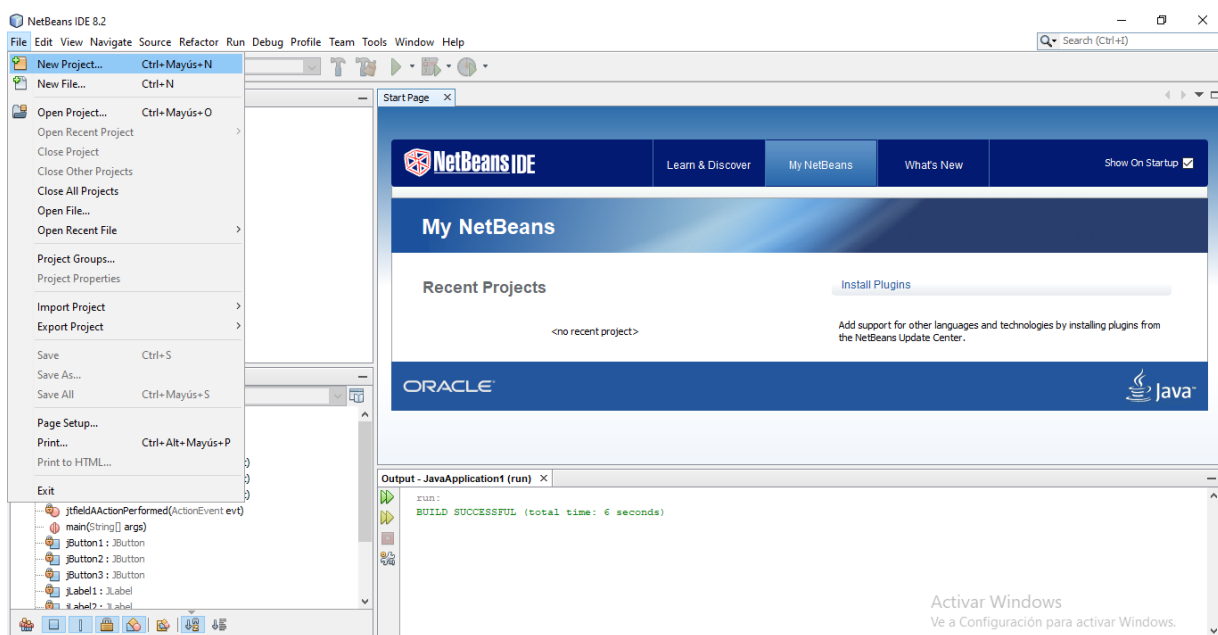 NetBeans IDE 8.2
File Edit View Navigate Source Refactor Run Debug Profile Team Tools Window Help
Search (Ctrl+I)
New Project... Ctrl+Mayús+N
New File... Ctrl+N
Open Project... Ctrl+Mayús+O
Open Recent Project
Close Project
Close Other Projects
Close All Projects
Open File...
Open Recent File
Project Groups...
Project Properties
Import Project
Export Project
Save Ctrl+S
Save As...
Save All Ctrl+Mayús+S
Page Setup...
Print... Ctrl+Alt+Mayús+P
Print to HTML...
Exit
jtfieldAActionPerformed(ActionEvent evt)
main(String[] args)
jButton1 : JButton
jButton2 : JButton
jButton3 : JButton
jLabel1 : JLabel
jLabel2 : JLabel
Start Page
NetBeans IDE
Learn & Discover
My NetBeans
What's New
Show On Startup
My NetBeans
Recent Projects
<no recent project>
Install Plugins
Add support for other languages and technologies by installing plugins from
the NetBeans Update Center.
ORACLE
Java
Output - JavaApplication1 (run)
run:
BUILD SUCCESSFUL (total time: 6 seconds)
Activar Windows
Ve a Configuración para activar Windows.